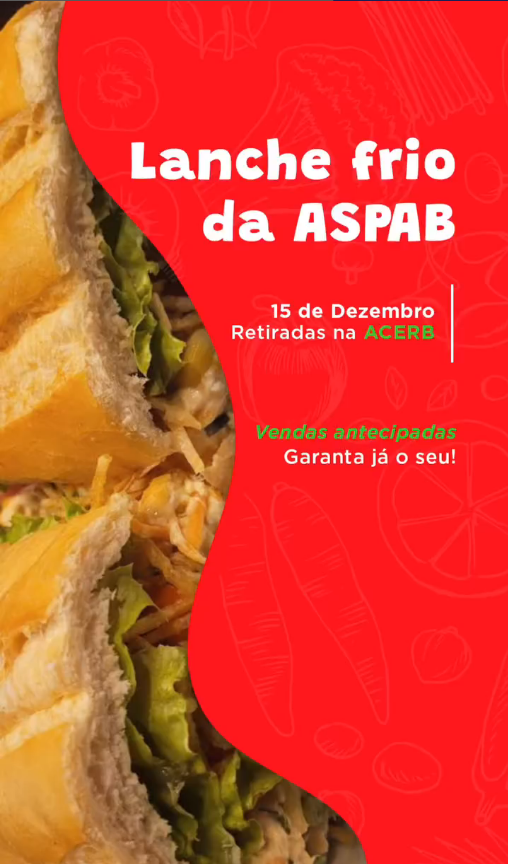 Lanche frio
da ASPAB
15 de Dezembro
Retiradas na ACERB
Vendas antecipadas
Garanta já o seu!